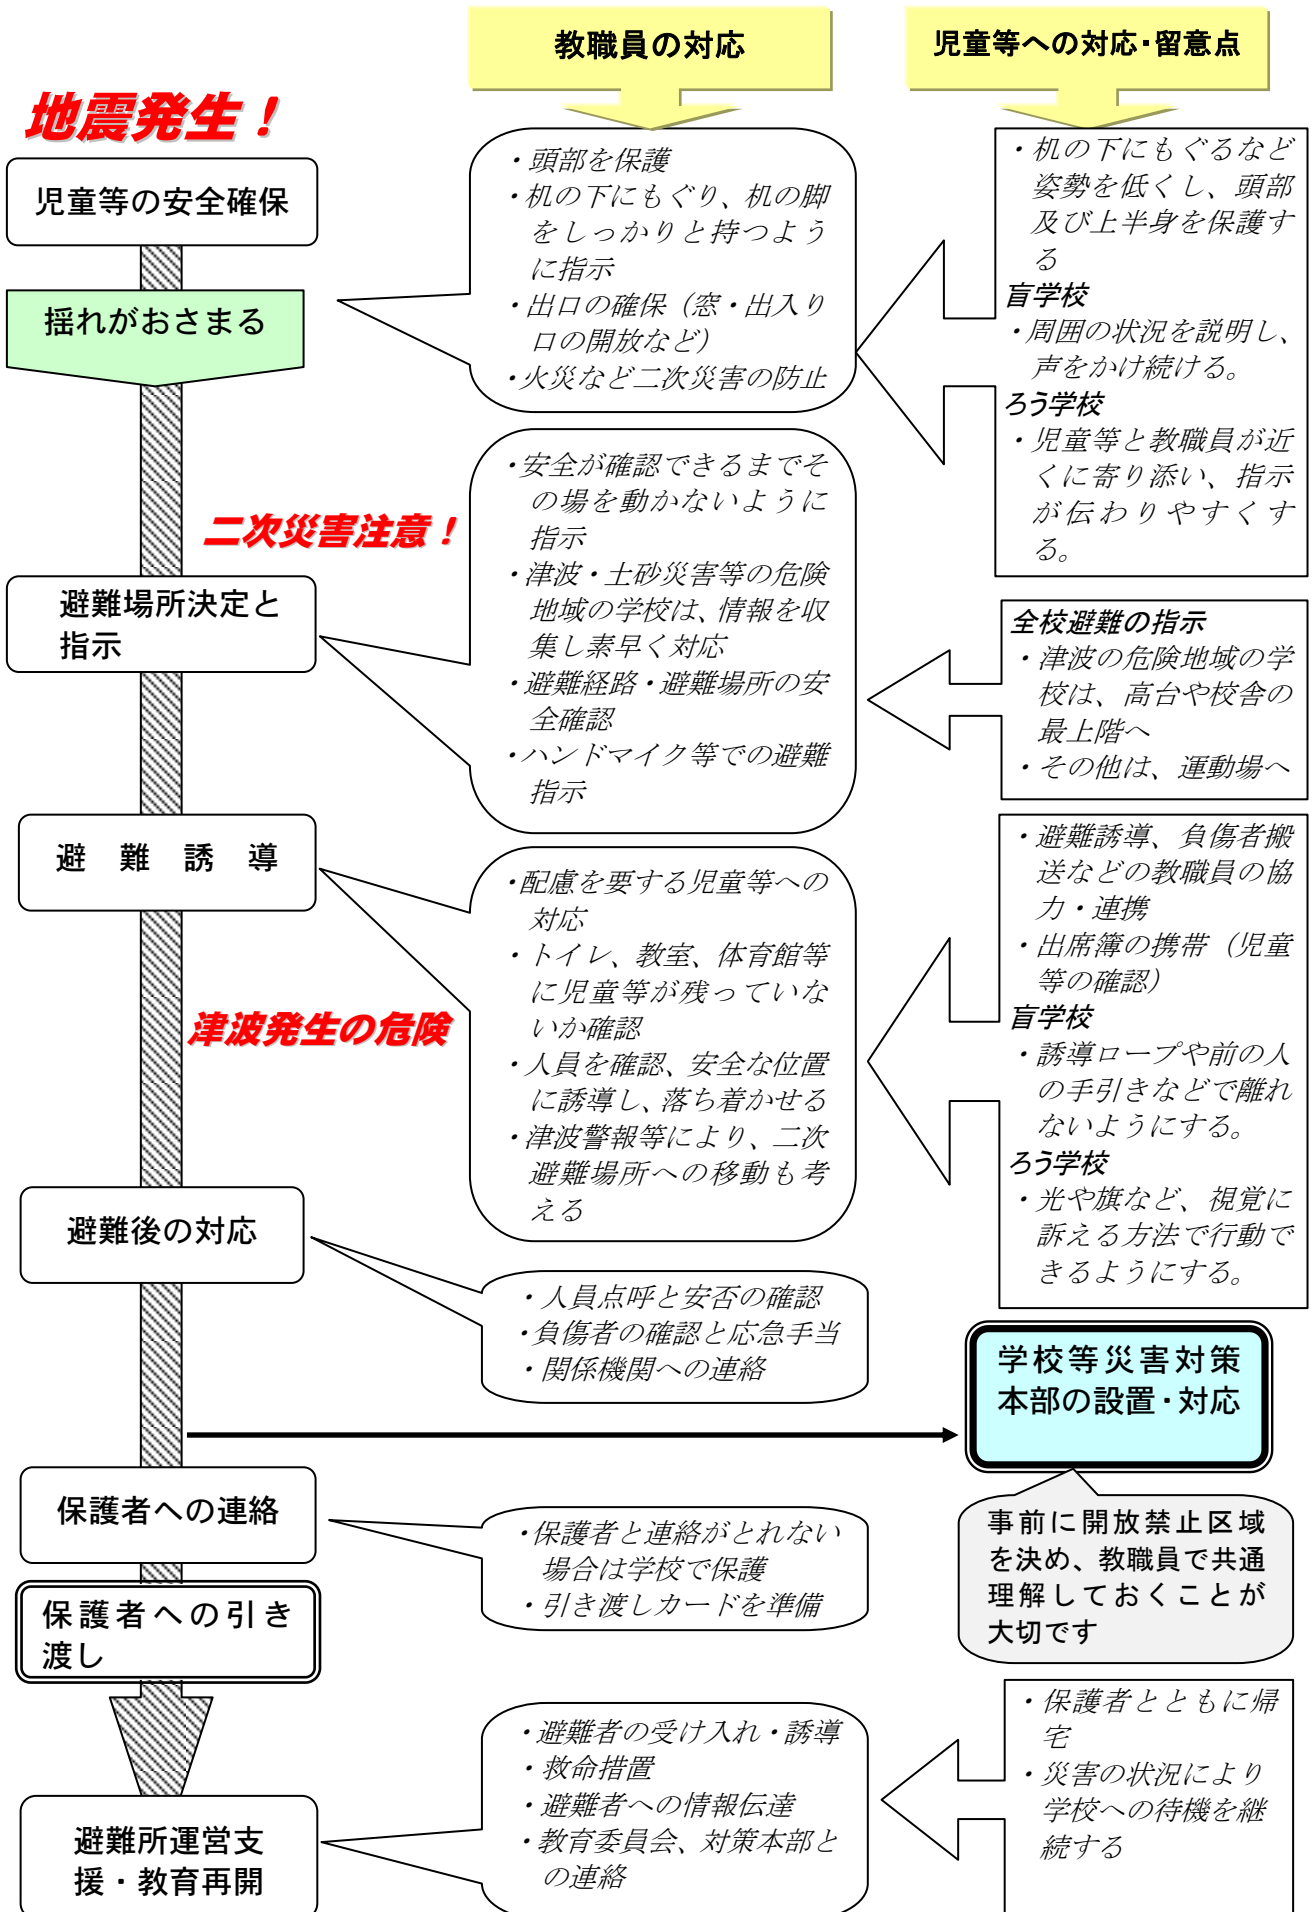 教職員の対応
児童等への対応・留意点
地震発生！
児童等の安全確保
揺れがおさまる
・頭部を保護
・机の下にもぐり、机の脚
をしっかりと持つよう
に指示
・出口の確保（窓・出入り
口の開放など）
・火災など二次災害の防止
・机の下にもぐるなど
姿勢を低くし、頭部
及び上半身を保護す
る
盲学校
・周囲の状況を説明し、
声をかけ続ける。
ろう学校
・児童等と教職員が近
くに寄り添い、指示
が伝わりやすくす
る。
二次災害注意！
避難場所決定と
指示
・安全が確認できるまでそ
の場を動かないように
指示
・津波・土砂災害等の危険
地域の学校は、情報を収
集し素早く対応
・避難経路・避難場所の安
全確認
・ハンドマイク等での避難
指示
全校避難の指示
・津波の危険地域の学
校は、高台や校舎の
最上階へ
・その他は、運動場へ
避　難　誘　導
津波発生の危険
・配慮を要する児童等への
対応
・トイレ、教室、体育館等
に児童等が残っていな
いか確認
・人員を確認、安全な位置
に誘導し、落ち着かせる
・津波警報等により、二次
避難場所への移動も考
える
・避難誘導、負傷者搬
送などの教職員の協
力・連携
・出席簿の携帯（児童
等の確認）
盲学校
・誘導ロープや前の人
の手引きなどで離れ
ないようにする。
ろう学校
・光や旗など、視覚に
訴える方法で行動で
きるようにする。
避難後の対応
・人員点呼と安否の確認
・負傷者の確認と応急手当
・関係機関への連絡
学校等災害対策
本部の設置・対応
事前に開放禁止区域
を決め、教職員で共通
理解しておくことが
大切です
保護者への連絡
保護者への引き
渡し
・保護者と連絡がとれない
場合は学校で保護
・引き渡しカードを準備
避難所運営支
援・教育再開
・避難者の受け入れ・誘導
・救命措置
・避難者への情報伝達
・教育委員会、対策本部と
の連絡
・保護者とともに帰
宅
・災害の状況により
学校への待機を継
続する